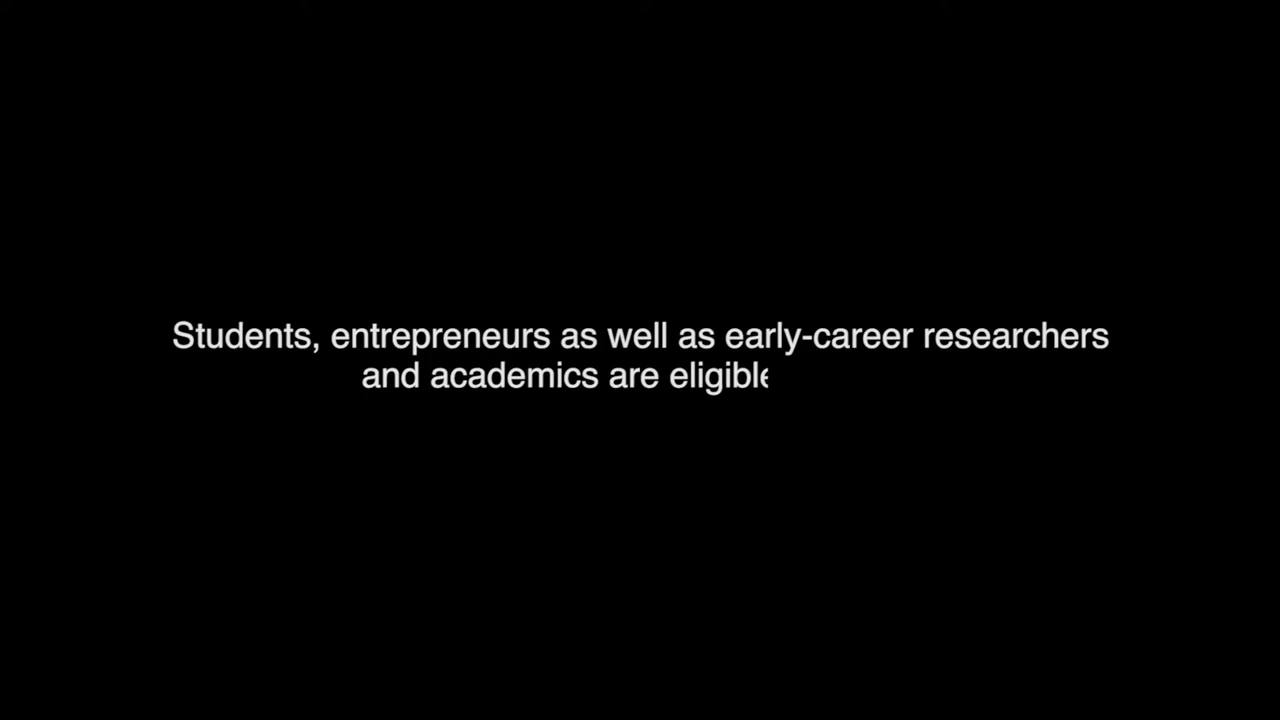 Students, entrepreneurs as well as early-career researchers
and academics are eligible